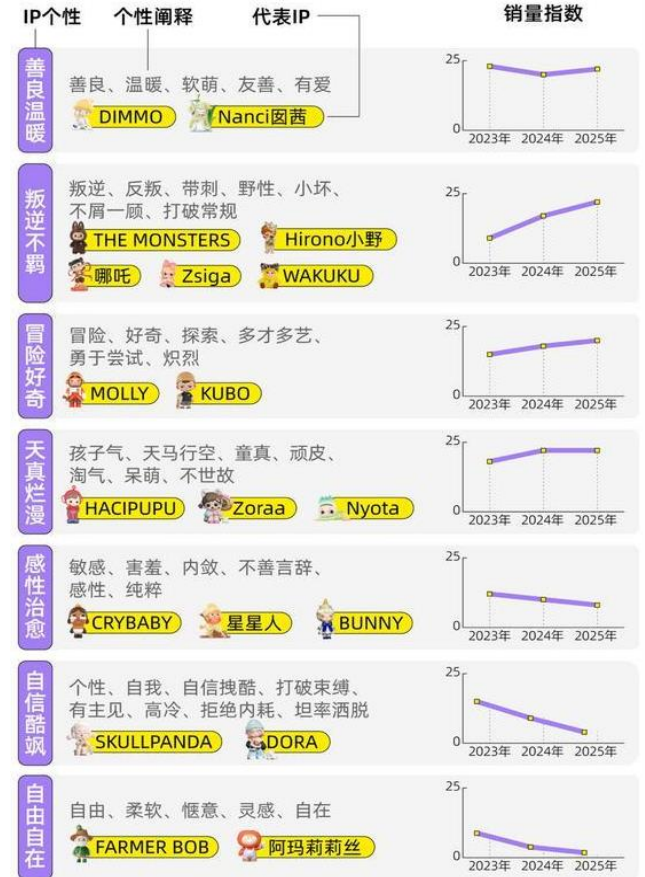 IP个性 个性阐释 代表IP 销量指数
善良温暖
善良、温暖、软萌、友善、有爱
DIMMO Nanci囡茜
25
0
2023年 2024年 2025年
叛逆不羁
叛逆、反叛、带刺、野性、小坏、
不屑一顾、打破常规
THE MONSTERS Hirono小野
哪吒 Zsiga WAKUKU
25
0
2023年 2024年 2025年
冒险好奇
冒险、好奇、探索、多才多艺、
勇于尝试、炽烈
MOLLY KUBO
25
0
2023年 2024年 2025年
天真烂漫
孩子气、天马行空、童真、顽皮、
淘气、呆萌、不世故
HACIPUPU Zoraa Nyota
25
0
2023年 2024年 2025年
感性治愈
敏感、害羞、内敛、不善言辞、
感性、纯粹
CRYBABY 星星人 BUNNY
25
0
2023年 2024年 2025年
自信酷飒
个性、自我、自信拽酷、打破束缚、
有主见、高冷、拒绝内耗、坦率洒脱
SKULLPANDA DORA
25
0
2023年 2024年 2025年
自由自在
自由、柔软、惬意、灵感、自在
FARMER BOB 阿玛莉莉丝
25
0
2023年 2024年 2025年